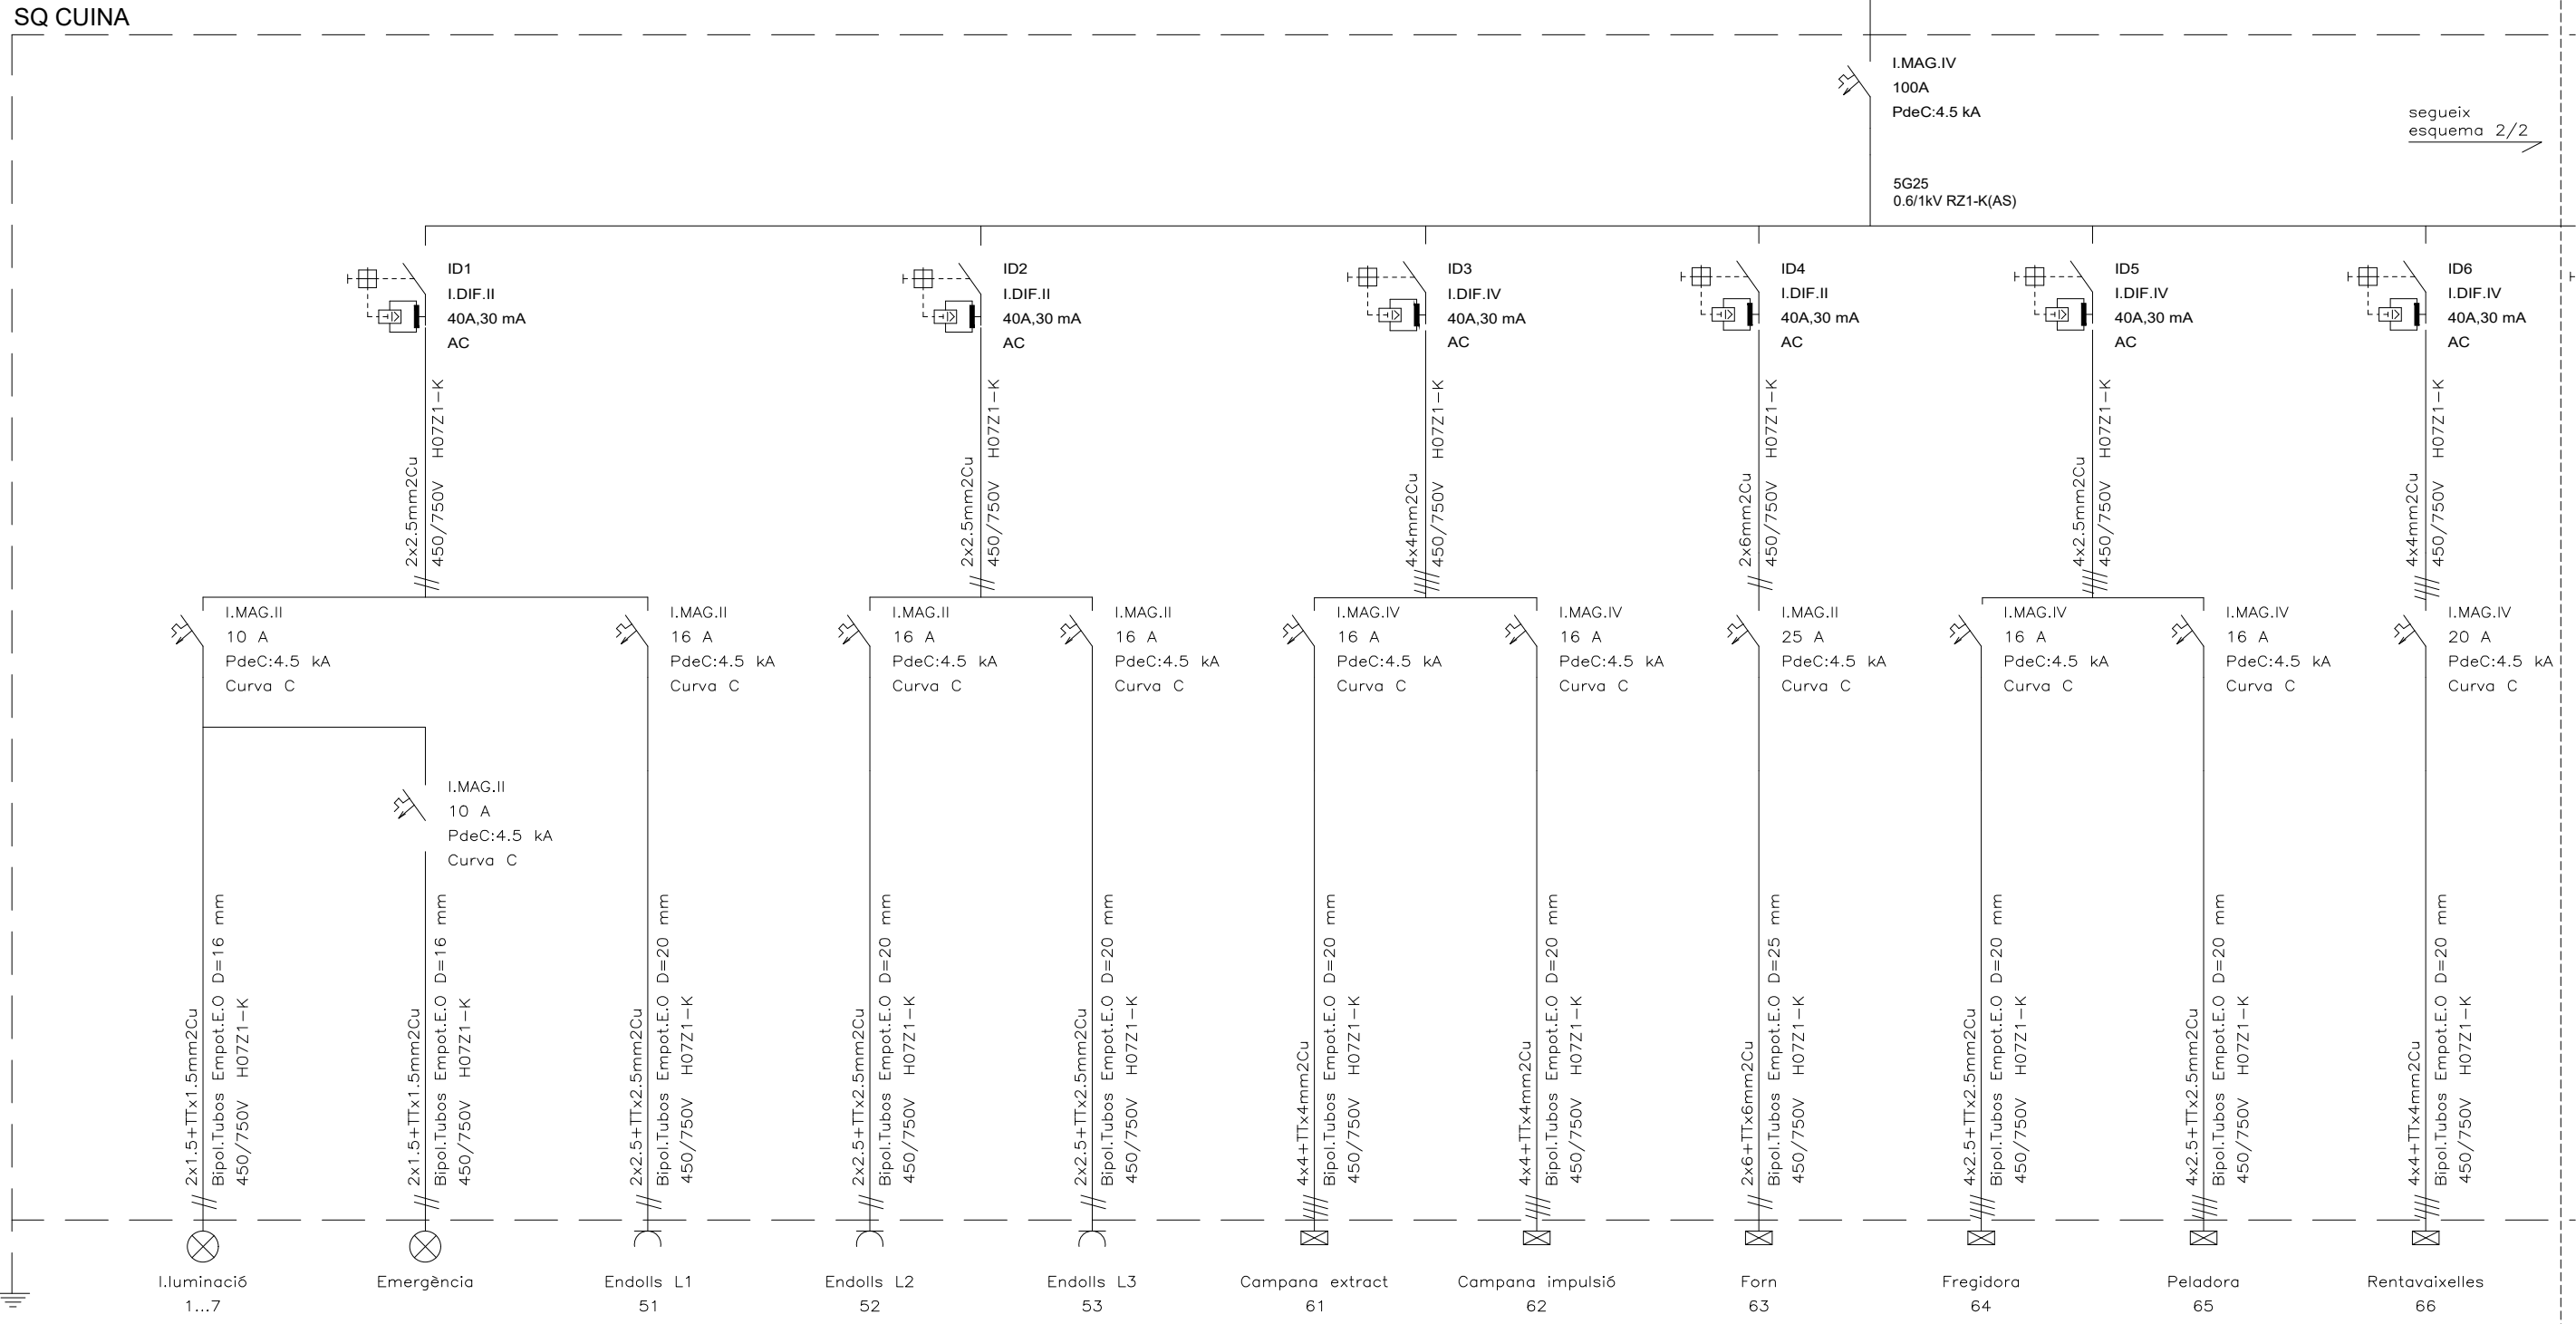 SQ CUINA
I.MAG.IV
100A
PdeC:4.5 kA
segueix
esquema 2/2
5G25
0.6/1kV RZ1-K(AS)
ID1
I.DIF.II
40A,30 mA
AC
ID2
I.DIF.II
40A,30 mA
AC
ID3
I.DIF.IV
40A,30 mA
AC
ID4
I.DIF.II
40A,30 mA
AC
ID5
I.DIF.IV
40A,30 mA
AC
ID6
I.DIF.IV
40A,30 mA
AC
2x2.5mm2Cu
450/750V H07Z1-K
2x2.5mm2Cu
450/750V H07Z1-K
4x4mm2Cu
450/750V H07Z1-K
2x6mm2Cu
450/750V H07Z1-K
4x2.5mm2Cu
450/750V H07Z1-K
4x4mm2Cu
450/750V H07Z1-K
I.MAG.II
10 A
PdeC:4.5 kA
Curva C
I.MAG.II
16 A
PdeC:4.5 kA
Curva C
I.MAG.II
16 A
PdeC:4.5 kA
Curva C
I.MAG.II
16 A
PdeC:4.5 kA
Curva C
I.MAG.IV
16 A
PdeC:4.5 kA
Curva C
I.MAG.IV
16 A
PdeC:4.5 kA
Curva C
I.MAG.II
25 A
PdeC:4.5 kA
Curva C
I.MAG.IV
16 A
PdeC:4.5 kA
Curva C
I.MAG.IV
16 A
PdeC:4.5 kA
Curva C
I.MAG.IV
20 A
PdeC:4.5 kA
Curva C
I.MAG.II
10 A
PdeC:4.5 kA
Curva C
2x1.5+TTx1.5mm2Cu
Bipol.Tubos Empot.E.O D=16 mm
450/750V H07Z1-K
2x1.5+TTx1.5mm2Cu
Bipol.Tubos Empot.E.O D=16 mm
450/750V H07Z1-K
2x2.5+TTx2.5mm2Cu
Bipol.Tubos Empot.E.O D=20 mm
450/750V H07Z1-K
2x2.5+TTx2.5mm2Cu
Bipol.Tubos Empot.E.O D=20 mm
450/750V H07Z1-K
2x2.5+TTx2.5mm2Cu
Bipol.Tubos Empot.E.O D=20 mm
450/750V H07Z1-K
4x4+TTx4mm2Cu
Bipol.Tubos Empot.E.O D=20 mm
450/750V H07Z1-K
4x4+TTx4mm2Cu
Bipol.Tubos Empot.E.O D=20 mm
450/750V H07Z1-K
2x6+TTx6mm2Cu
Bipol.Tubos Empot.E.O D=25 mm
450/750V H07Z1-K
4x2.5+TTx2.5mm2Cu
Bipol.Tubos Empot.E.O D=20 mm
450/750V H07Z1-K
4x2.5+TTx2.5mm2Cu
Bipol.Tubos Empot.E.O D=20 mm
450/750V H07Z1-K
4x4+TTx4mm2Cu
Bipol.Tubos Empot.E.O D=20 mm
450/750V H07Z1-K
I.luminació
1...7
Emergència
Endolls L1
51
Endolls L2
52
Endolls L3
53
Campana extract
61
Campana impulsió
62
Forn
63
Fregidora
64
Peladora
65
Rentavaixelles
66